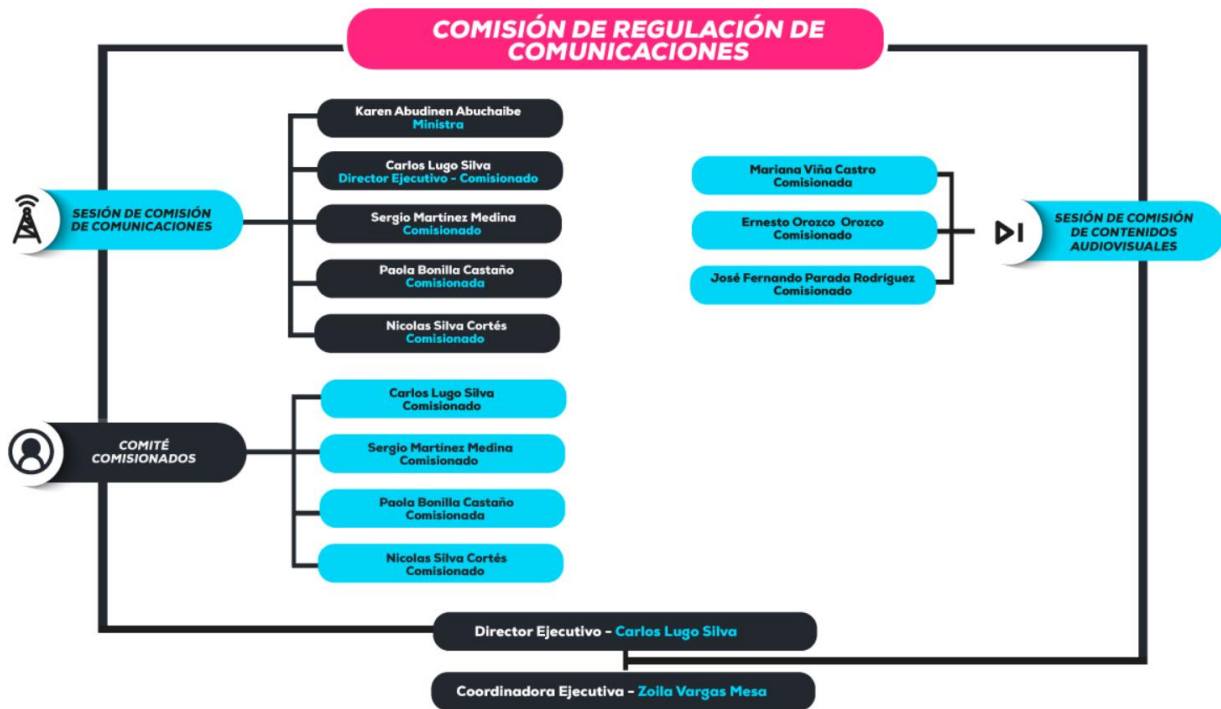 COMISIÓN DE REGULACIÓN DE
COMUNICACIONES
SESIÓN DE COMISIÓN
DE COMUNICACIONES
Karen Abudinen Abuchaibe
Ministra
Carlos Lugo Silva
Director Ejecutivo - Comisionado
Sergio Martínez Medina
Comisionado
Paola Bonilla Castaño
Comisionada
Nicolas Silva Cortés
Comisionado
Mariana Viña Castro
Comisionada
Ernesto Orozco Orozco
Comisionado
José Fernando Parada Rodríguez
Comisionado
SESIÓN DE COMISIÓN
DE CONTENIDOS
AUDIOVISUALES
COMITÉ
COMISIONADOS
Carlos Lugo Silva
Comisionado
Sergio Martínez Medina
Comisionado
Paola Bonilla Castaño
Comisionada
Nicolas Silva Cortés
Comisionado
Director Ejecutivo - Carlos Lugo Silva
Coordinadora Ejecutiva - Zoila Vargas Mesa